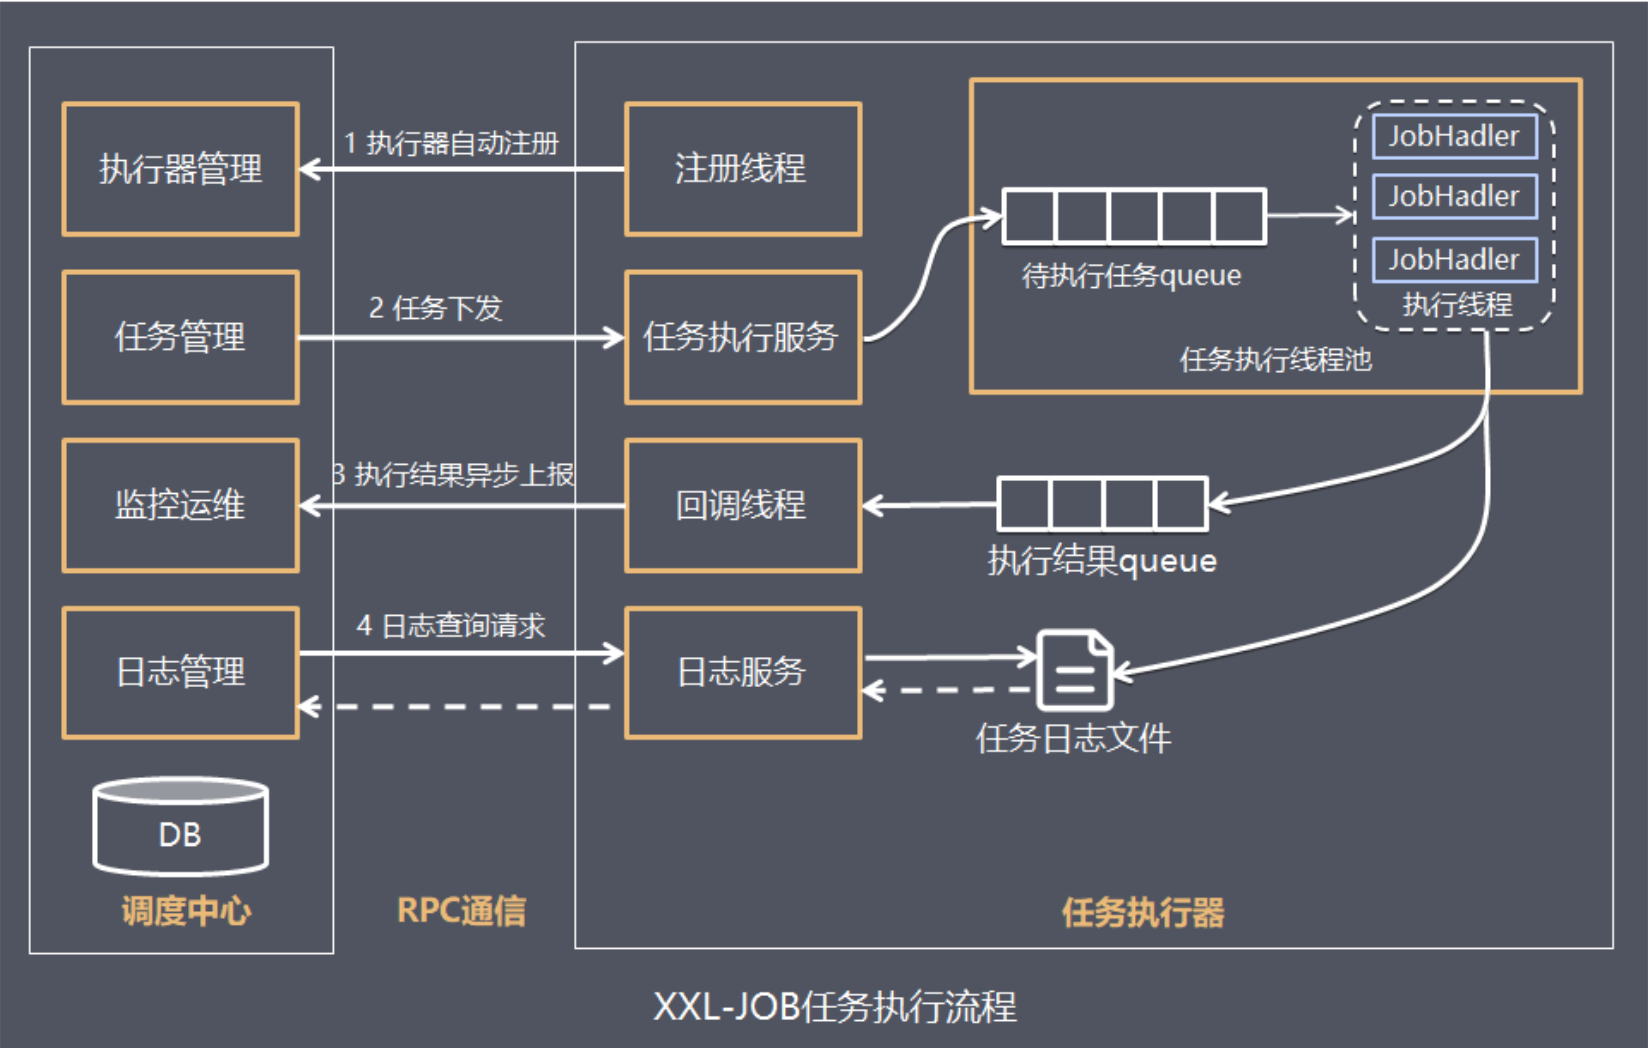 执行器管理
1 执行器自动注册
注册线程
JobHadler
JobHadler
JobHadler
执行线程
待执行任务queue
任务执行线程池
任务管理
2 任务下发
任务执行服务
监控运维
3 执行结果异步上报
回调线程
执行结果queue
日志管理
4 日志查询请求
日志服务
任务日志文件
DB
调度中心
RPC通信
任务执行器
XXL-JOB任务执行流程